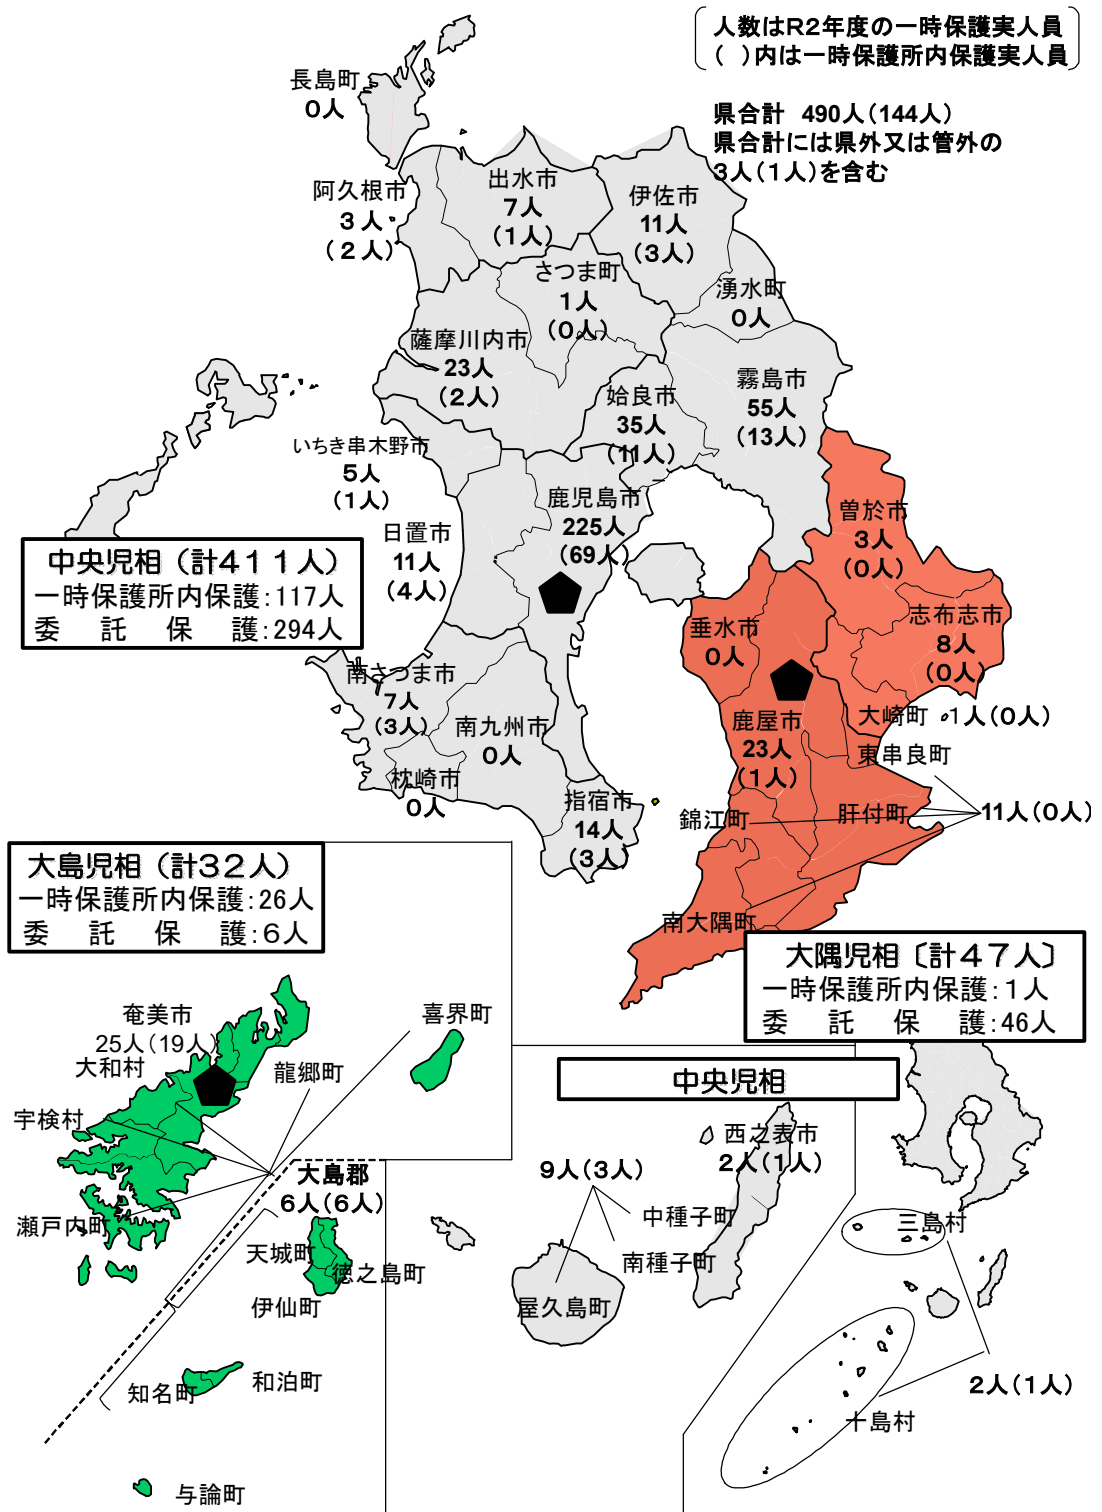 人数はR2年度の一時保護実人員
( )内は一時保護所内保護実人員
県合計 490人(144人)
県合計には県外又は管外の
3人(1人)を含む
長島町
0人
阿久根市
3人
(2人)
出水市
7人
(1人)
伊佐市
11人
(3人)
さつま町
1人
(0人)
湧水町
0人
薩摩川内市
23人
(2人)
姶良市
35人
(11人)
霧島市
55人
(13人)
いちき串木野市
5人
(1人)
日置市
11人
(4人)
鹿児島市
225人
(69人)
曽於市
3人
(0人)
中央児相(計411人)
一時保護所内保護:117人
委託保護:294人
垂水市
0人
志布志市
8人
(0人)
南さつま市
7人
(3人)
南九州市
0人
枕崎市
0人
指宿市
14人
(3人)
鹿屋市
23人
(1人)
大崎町 1人(0人)
東串良町
錦江町
肝付町
11人(0人)
南大隅町
大島児相(計32人)
一時保護所内保護:26人
委託保護:6人
大隅児相〔計47人〕
一時保護所内保護:1人
委託保護:46人
奄美市
25人(19人)
大和村
龍郷町
喜界町
宇検村
瀬戸内町
大島郡
6人(6人)
天城町
徳之島町
伊仙町
知名町
和泊町
与論町
中央児相
西之表市
2人(1人)
9人(3人)
中種子町
南種子町
屋久島町
三島村
2人(1人)
十島村